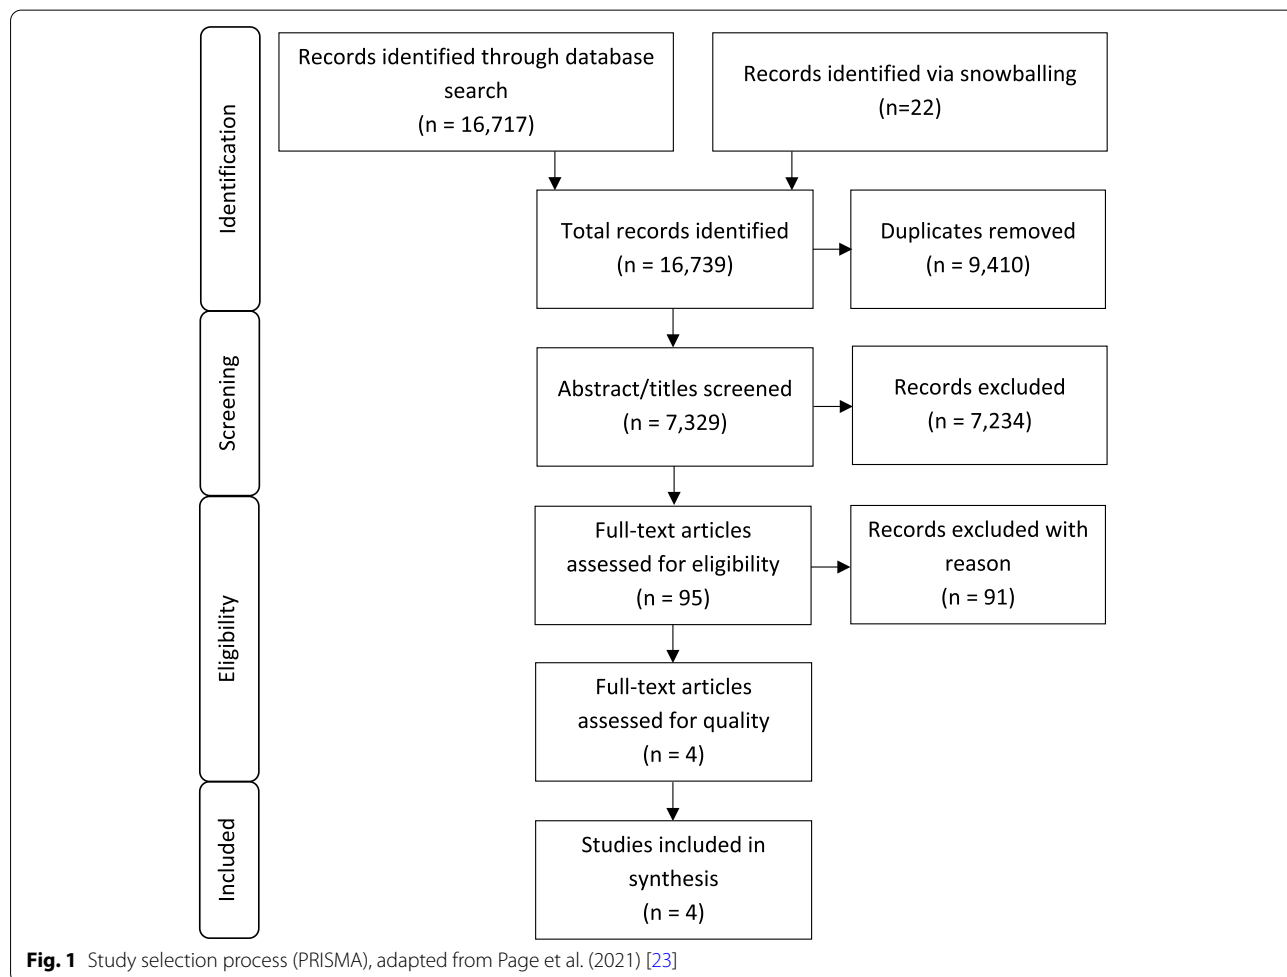 Identification
Records identified through database
search
(n = 16,717)
Records identified via snowballing
(n=22)
Total records identified
(n = 16,739)
Duplicates removed
(n = 9,410)
Screening
Abstract/titles screened
(n = 7,329)
Records excluded
(n = 7,234)
Eligibility
Full-text articles
assessed for eligibility
(n = 95)
Records excluded with
reason
(n = 91)
Full-text articles
assessed for quality
(n = 4)
Included
Studies included in
synthesis
(n = 4)
Fig. 1 Study selection process (PRISMA), adapted from Page et al. (2021) [23]